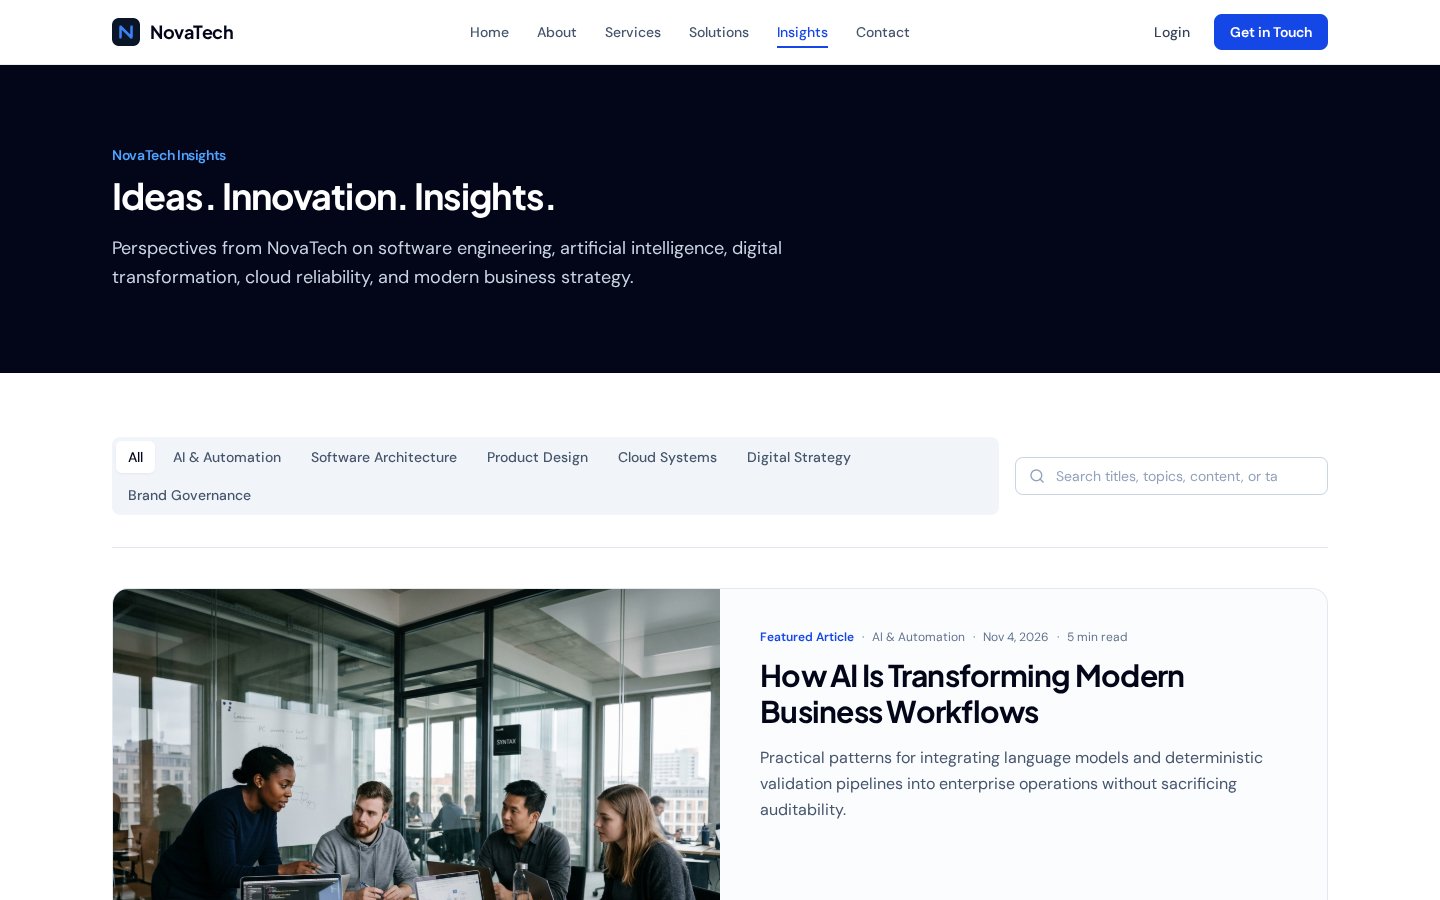 N NovaTech
Home About Services Solutions Insights Contact
Login Get in Touch
NovaTech Insights
Ideas. Innovation. Insights.
Perspectives from NovaTech on software engineering, artificial intelligence, digital
transformation, cloud reliability, and modern business strategy.
All AI & Automation Software Architecture Product Design Cloud Systems Digital Strategy
Brand Governance
Search titles, topics, content, or ta
SYNTAX
Featured Article · AI & Automation · Nov 4, 2026 · 5 min read
How AI Is Transforming Modern
Business Workflows
Practical patterns for integrating language models and deterministic
validation pipelines into enterprise operations without sacrificing
auditability.